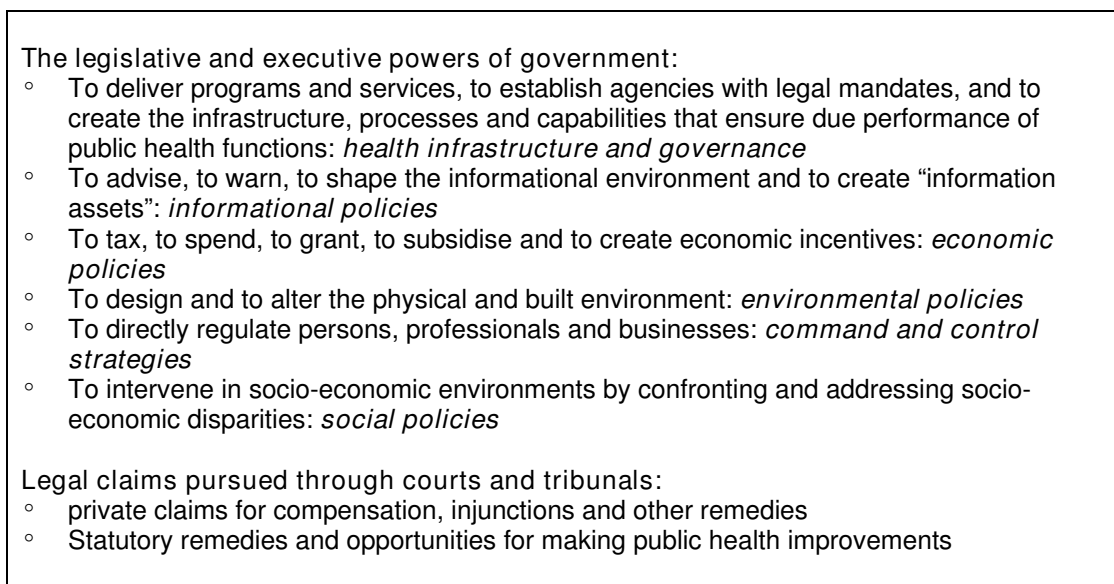 The legislative and executive powers of government:
◦ To deliver programs and services, to establish agencies with legal mandates, and to
create the infrastructure, processes and capabilities that ensure due performance of
public health functions: health infrastructure and governance
◦ To advise, to warn, to shape the informational environment and to create “information
assets”: informational policies
◦ To tax, to spend, to grant, to subsidise and to create economic incentives: economic
policies
◦ To design and to alter the physical and built environment: environmental policies
◦ To directly regulate persons, professionals and businesses: command and control
strategies
◦ To intervene in socio-economic environments by confronting and addressing socio-
economic disparities: social policies
Legal claims pursued through courts and tribunals:
◦ private claims for compensation, injunctions and other remedies
◦ Statutory remedies and opportunities for making public health improvements